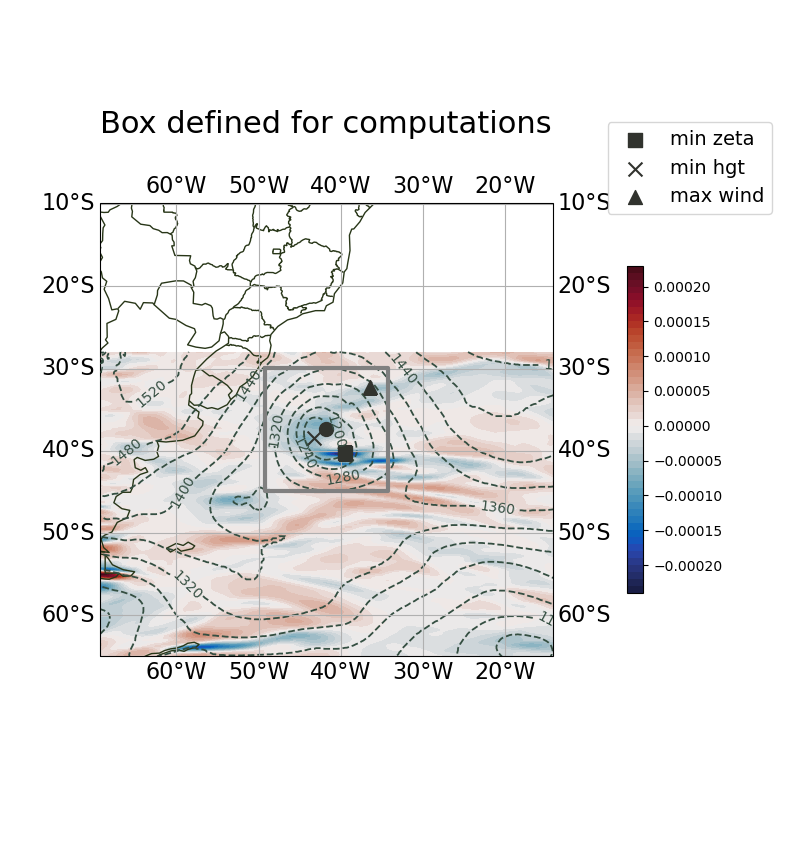 Box defined for computations
min zeta
min hgt
max wind
60°W 50°W 40°W 30°W 20°W
10°S 10°S
20°S 20°S
30°S 30°S
40°S 40°S
50°S 50°S
60°S 60°S
60°W 50°W 40°W 30°W 20°W
1520
1440
1440
1320
1200
1240
1480
1280
1400
1360
1320
0.00020
0.00015
0.00010
0.00005
0.00000
−0.00005
−0.00010
−0.00015
−0.00020